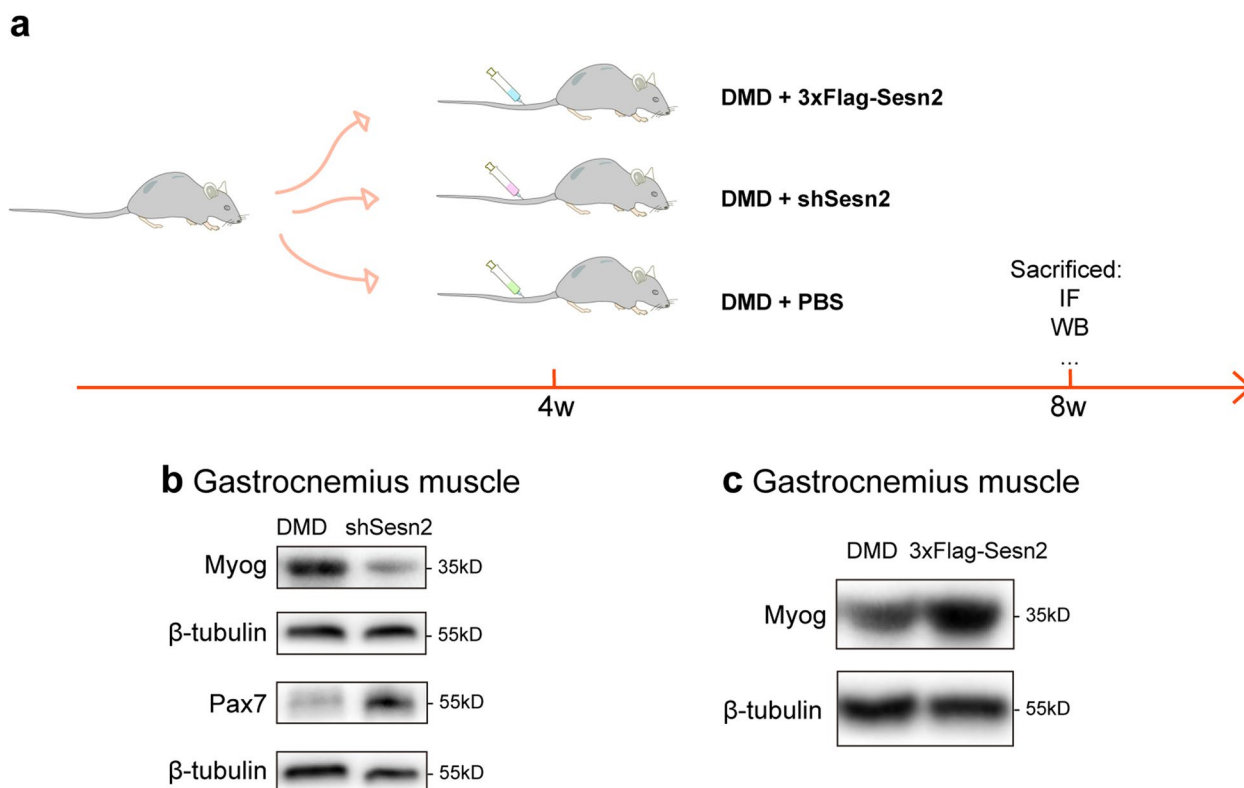 a
DMD + 3xFlag-Sesn2
DMD + shSesn2
DMD + PBS
Sacrificed:
IF
WB
...
4w
8w
b Gastrocnemius muscle
DMD shSesn2
Myog
35kD
β-tubulin
55kD
Pax7
55kD
β-tubulin
55kD
c Gastrocnemius muscle
DMD 3xFlag-Sesn2
Myog
35kD
β-tubulin
55kD